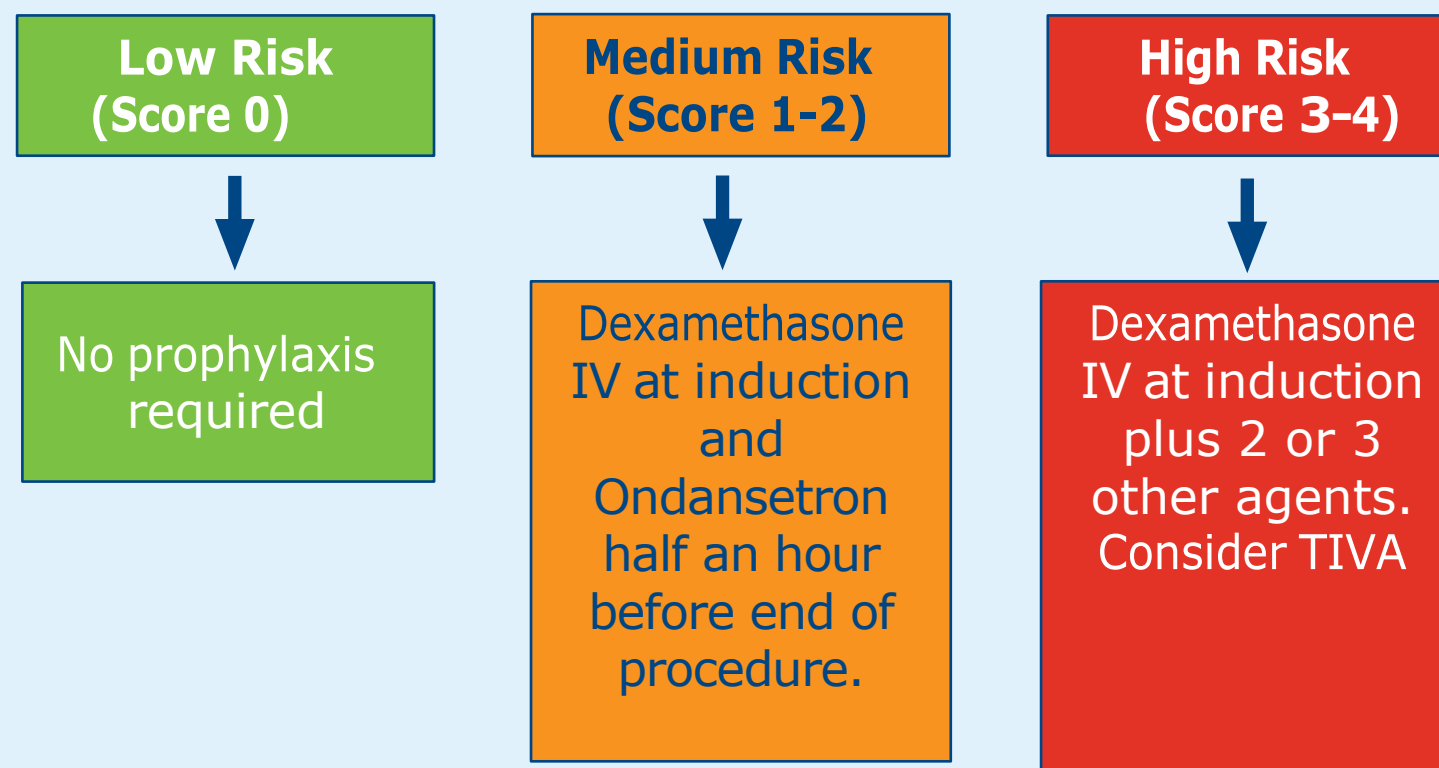 Low Risk
(Score 0)
No prophylaxis
required
Medium Risk
(Score 1-2)
Dexamethasone
IV at induction
and
Ondansetron
half an hour
before end of
procedure.
High Risk
(Score 3-4)
Dexamethasone
IV at induction
plus 2 or 3
other agents.
Consider TIVA